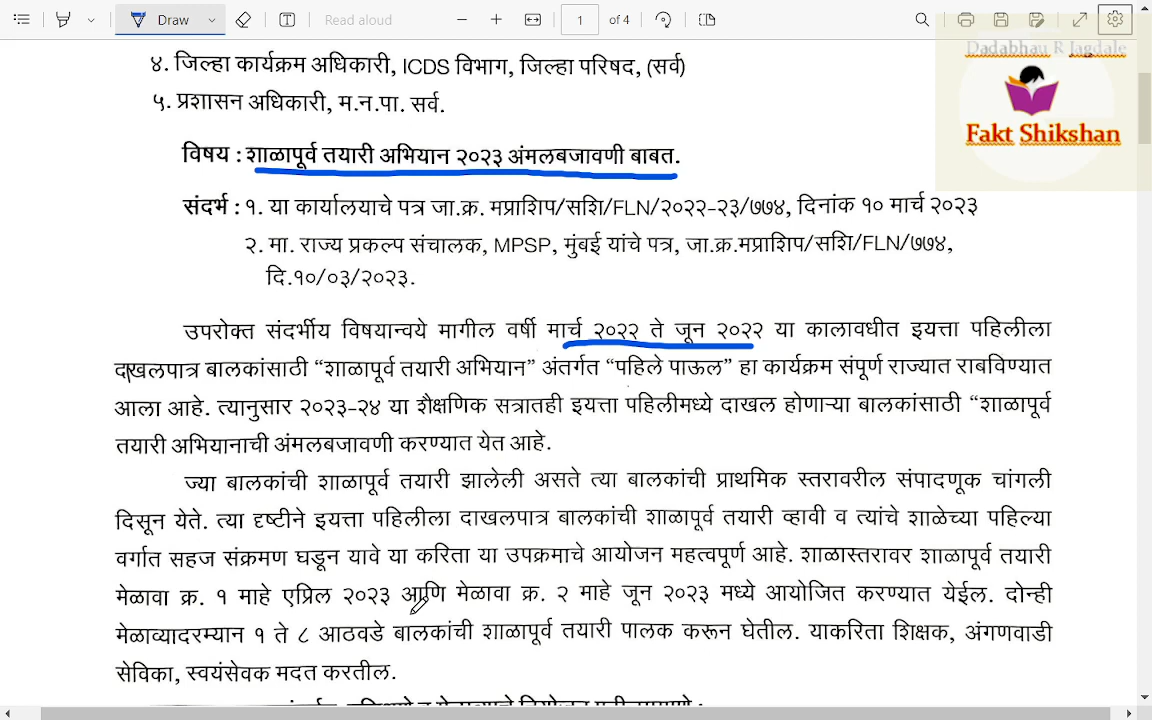 Draw
Read aloud
1 of 4
Dadabhau R Jagdale
Fakt Shikshan
४. जिल्हा कार्यक्रम अधिकारी, ICDS विभाग, जिल्हा परिषद, (सर्व)
५. प्रशासन अधिकारी, म.न.पा. सर्व.
विषय : शाळापूर्व तयारी अभियान २०२३ अंमलबजावणी बाबत.
संदर्भ : १. या कार्यालयाचे पत्र जा.क्र. मप्राशिप/सशि/FLN/२०२२-२३/७७४, दिनांक १० मार्च २०२३
२. मा. राज्य प्रकल्प संचालक, MPSP, मुंबई यांचे पत्र, जा.क्र.मप्राशिप/सशि/FLN/७७४,
दि.१०/०३/२०२३.
उपरोक्त संदर्भीय विषयान्वये मागील वर्षी मार्च २०२२ ते जून २०२२ या कालावधीत इयत्ता पहिलीला
दाखलपात्र बालकांसाठी “शाळापूर्व तयारी अभियान” अंतर्गत “पहिले पाऊल” हा कार्यक्रम संपूर्ण राज्यात राबविण्यात
आला आहे. त्यानुसार २०२३-२४ या शैक्षणिक सत्रातही इयत्ता पहिलीमध्ये दाखल होणाऱ्या बालकांसाठी “शाळापूर्व
तयारी अभियानाची अंमलबजावणी करण्यात येत आहे.
ज्या बालकांची शाळापूर्व तयारी झालेली असते त्या बालकांची प्राथमिक स्तरावरील संपादणूक चांगली
दिसून येते. त्या दृष्टीने इयत्ता पहिलीला दाखलपात्र बालकांची शाळापूर्व तयारी व्हावी व त्यांचे शाळेच्या पहिल्या
वर्गात सहज संक्रमण घडून यावे या करिता या उपक्रमाचे आयोजन महत्वपूर्ण आहे. शाळास्तरावर शाळापूर्व तयारी
मेळावा क्र. १ माहे एप्रिल २०२३ आणि मेळावा क्र. २ माहे जून २०२३ मध्ये आयोजित करण्यात येईल. दोन्ही
मेळाव्यादरम्यान १ ते ८ आठवडे बालकांची शाळापूर्व तयारी पालक करून घेतील. याकरिता शिक्षक, अंगणवाडी
सेविका, स्वयंसेवक मदत करतील.